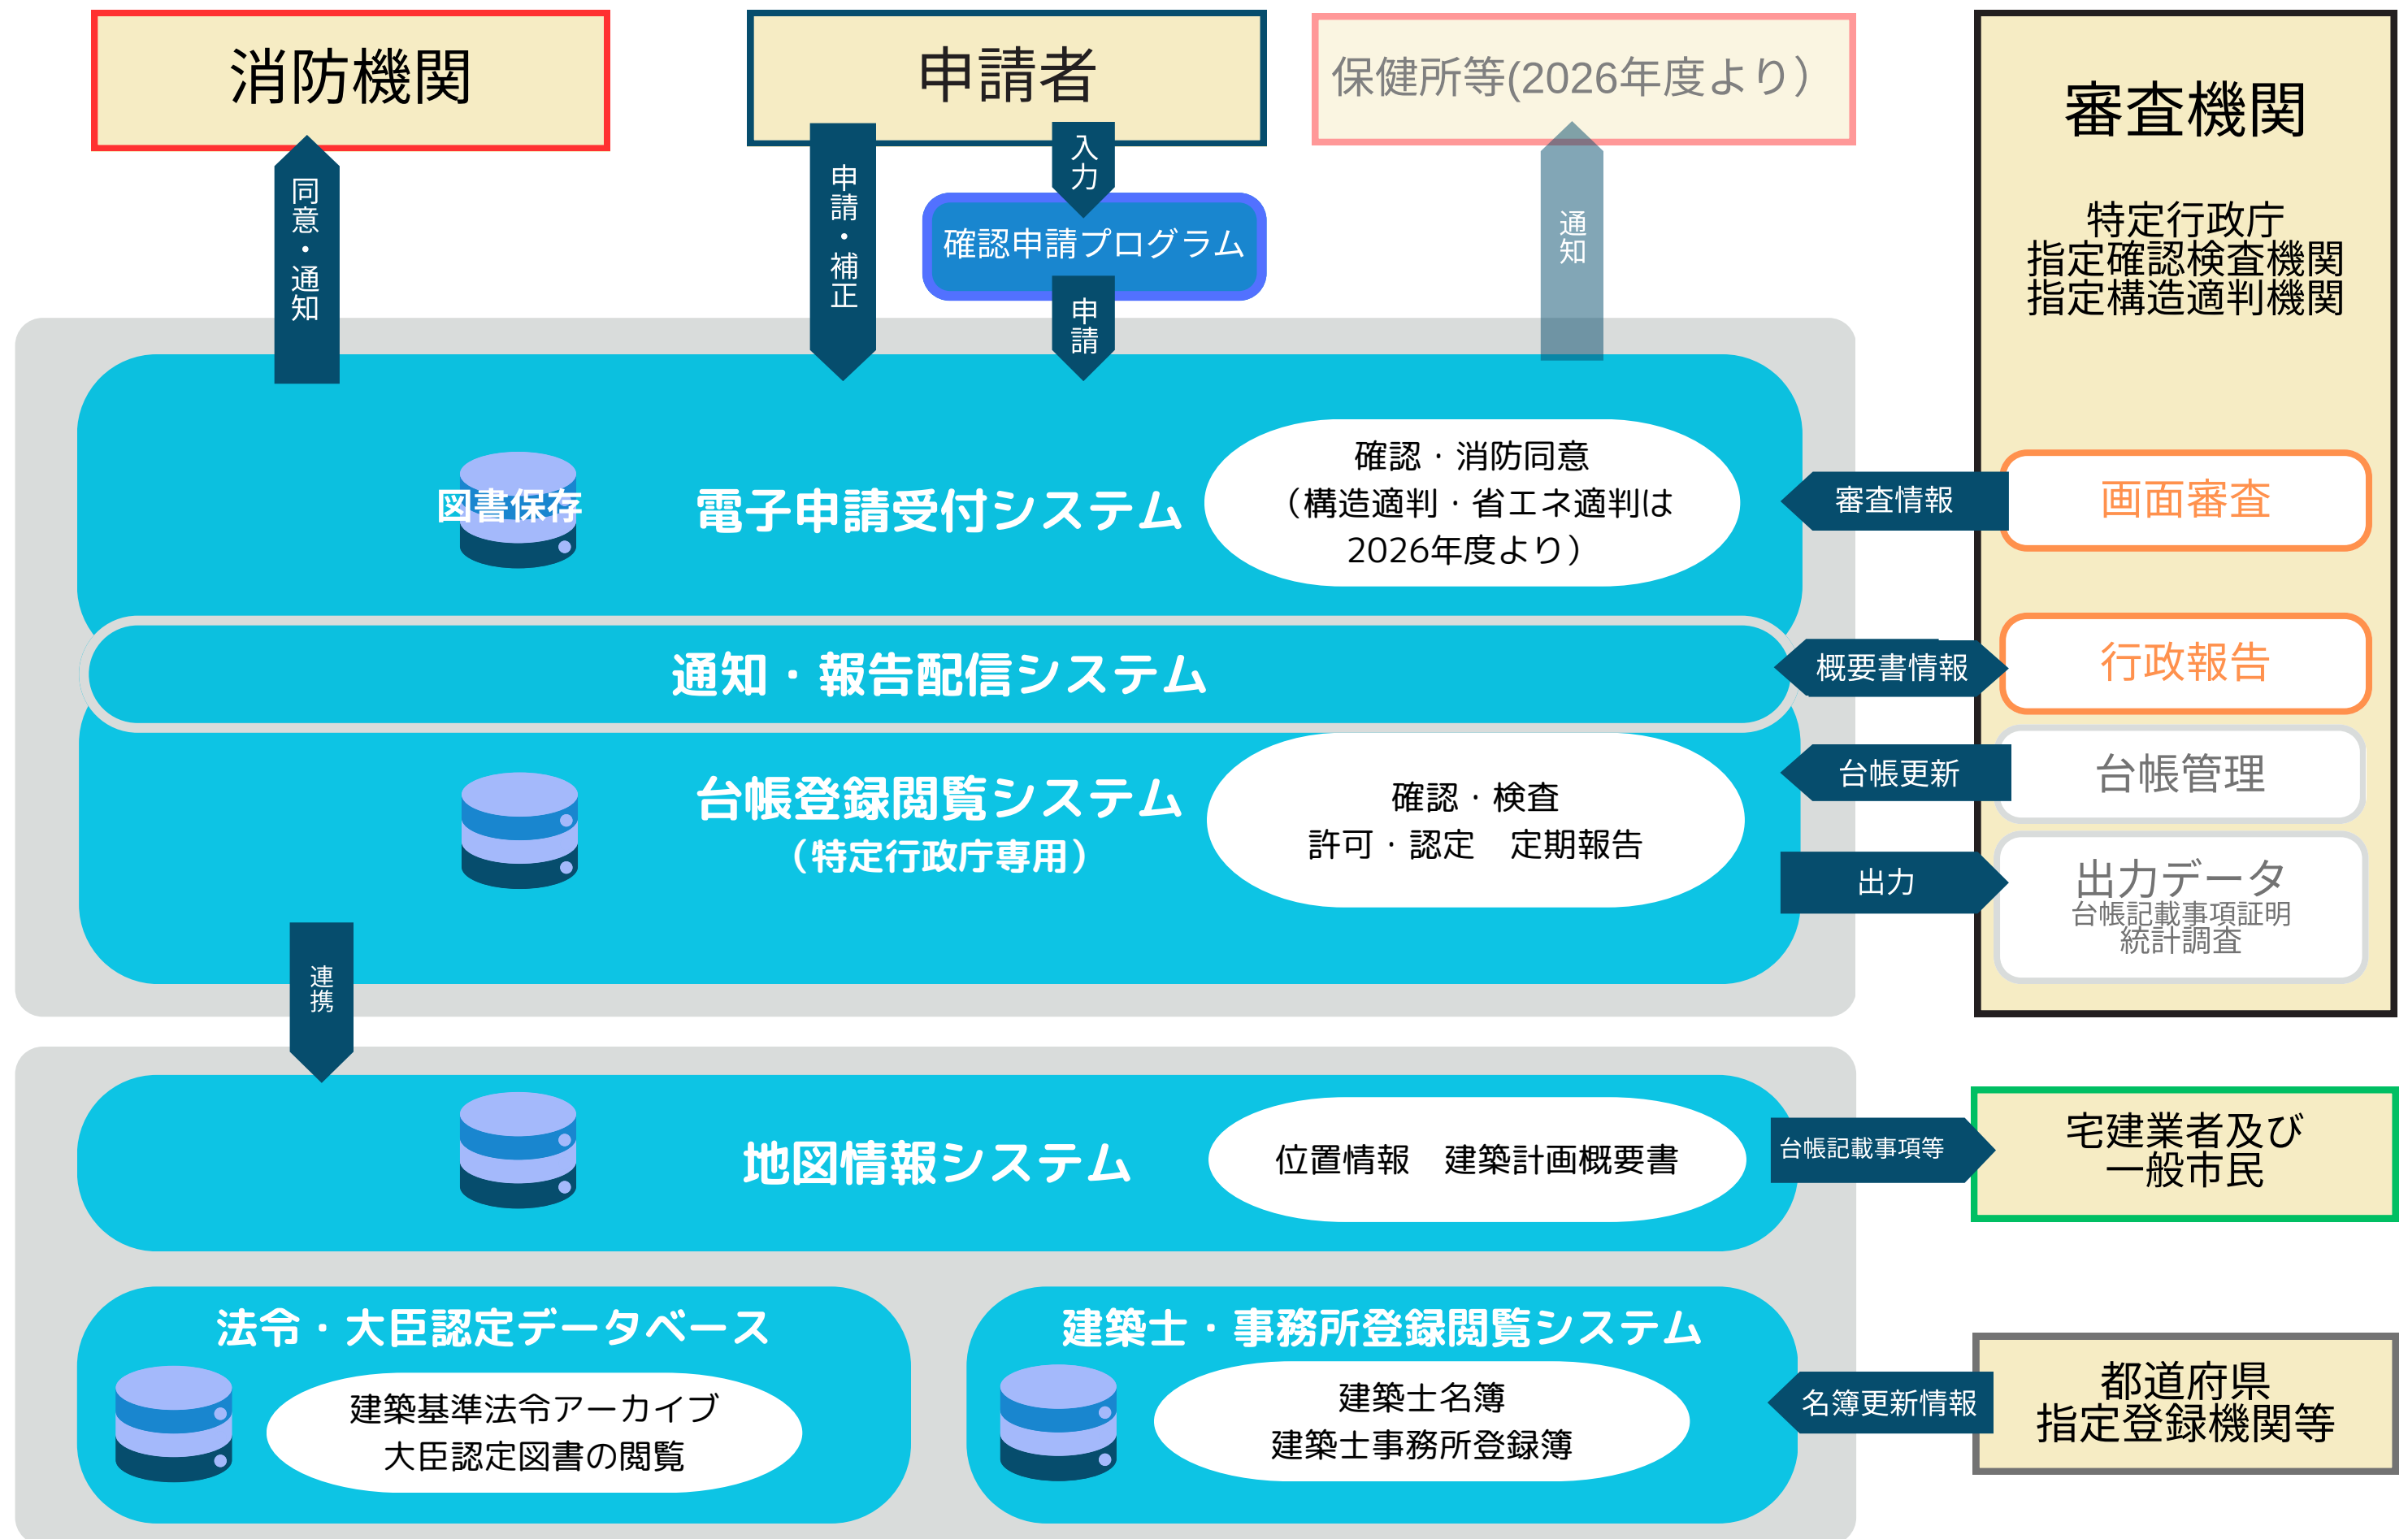 消防機関
申請者
保健所等(2026年度より）
審査機関
特定行政庁
指定確認検査機関
指定構造適判機関
同意・通知
申請・補正
入力
確認申請プログラム
申請
通知
図書保存
電子申請受付システム
確認・消防同意
（構造適判・省エネ適判は
2026年度より）
審査情報
画面審査
通知・報告配信システム
概要書情報
行政報告
台帳登録閲覧システム
（特定行政庁専用）
確認・検査
許可・認定　定期報告
台帳更新
台帳管理
出力
出力データ
台帳記載事項証明
統計調査
連携
地図情報システム
位置情報　建築計画概要書
台帳記載事項等
宅建業者及び
一般市民
法令・大臣認定データベース
建築基準法令アーカイブ
大臣認定図書の閲覧
建築士・事務所登録閲覧システム
建築士名簿
建築士事務所登録簿
名簿更新情報
都道府県
指定登録機関等